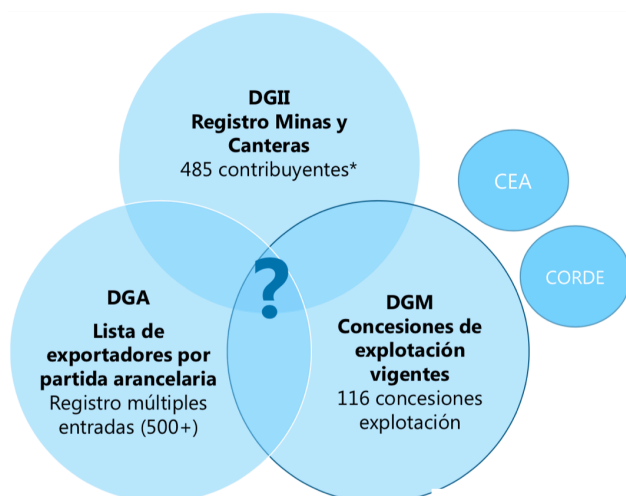 DGII
Registro Minas y
Canteras
485 contribuyentes*
CEA
CORDE
?
DGA
Lista de
exportadores por
partida arancelaria
Registro múltiples
entradas (500+)
DGM
Concesiones de
explotación
vigentes
116 concesiones
explotación